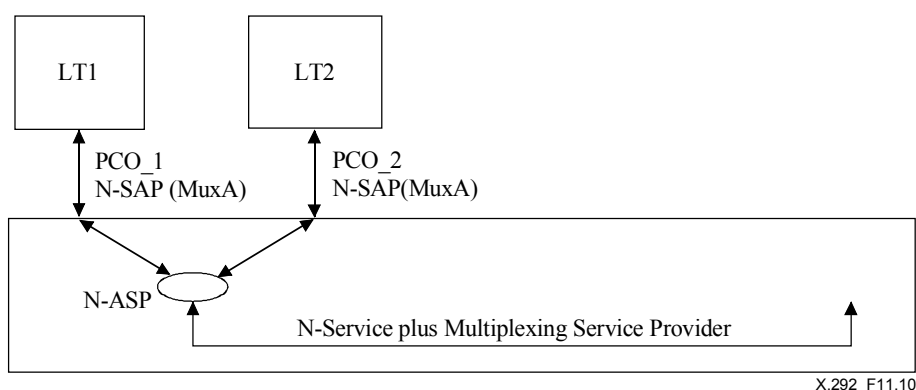 LT1
LT2
PCO_1
N-SAP (MuxA)
PCO_2
N-SAP(MuxA)
N-ASP
N-Service plus Multiplexing Service Provider
X.292_F11.10